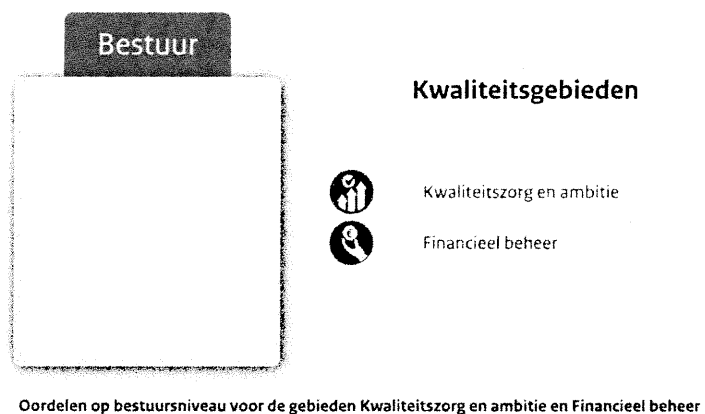 Bestuur
Kwaliteitsgebieden
Kwaliteitszorg en ambitie
Financieel beheer
Oordelen op bestuursniveau voor de gebieden Kwaliteitszorg en ambitie en Financieel beheer